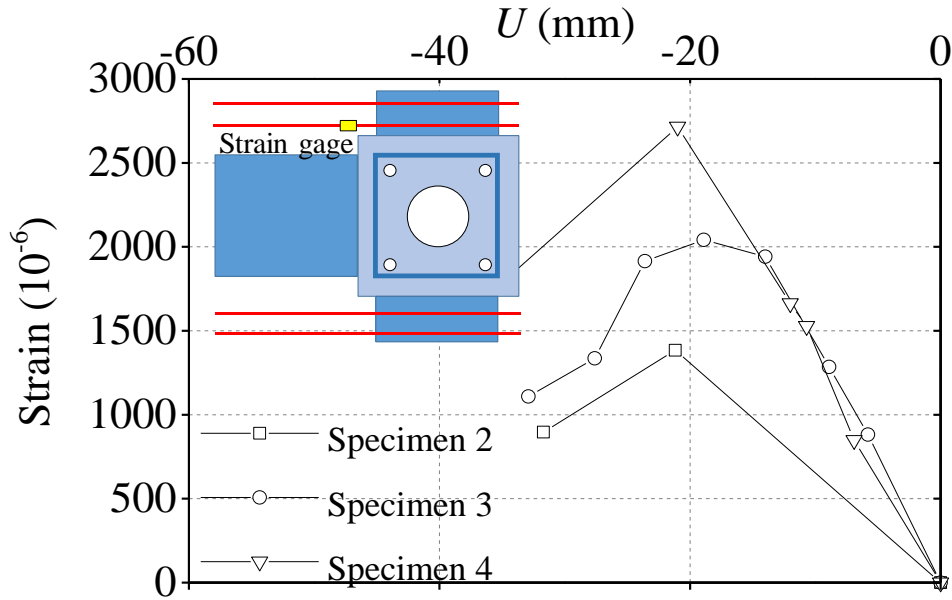 U (mm)
-60 -40 -20 0
3000
2500
2000
1500
1000
500
0
Strain (10⁻⁶)
Strain gage
Specimen 2
Specimen 3
Specimen 4